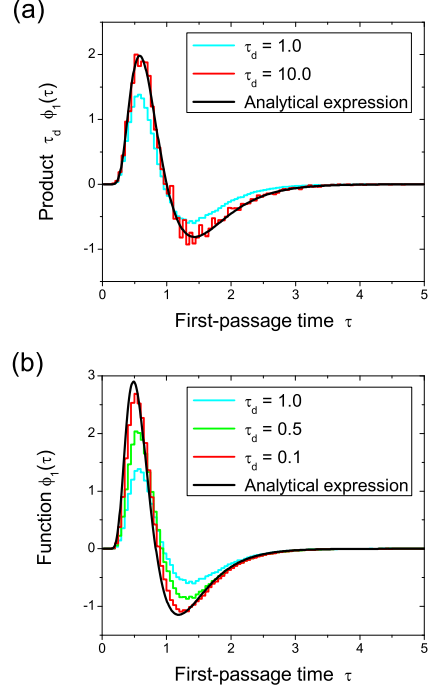 (a)
Product τd ϕ1(τ)
2
1
0
-1
τd = 1.0
τd = 10.0
Analytical expression
0 1 2 3 4 5
First-passage time τ
(b)
Function ϕ1(τ)
3
2
1
0
-1
τd = 1.0
τd = 0.5
τd = 0.1
Analytical expression
0 1 2 3 4 5
First-passage time τ